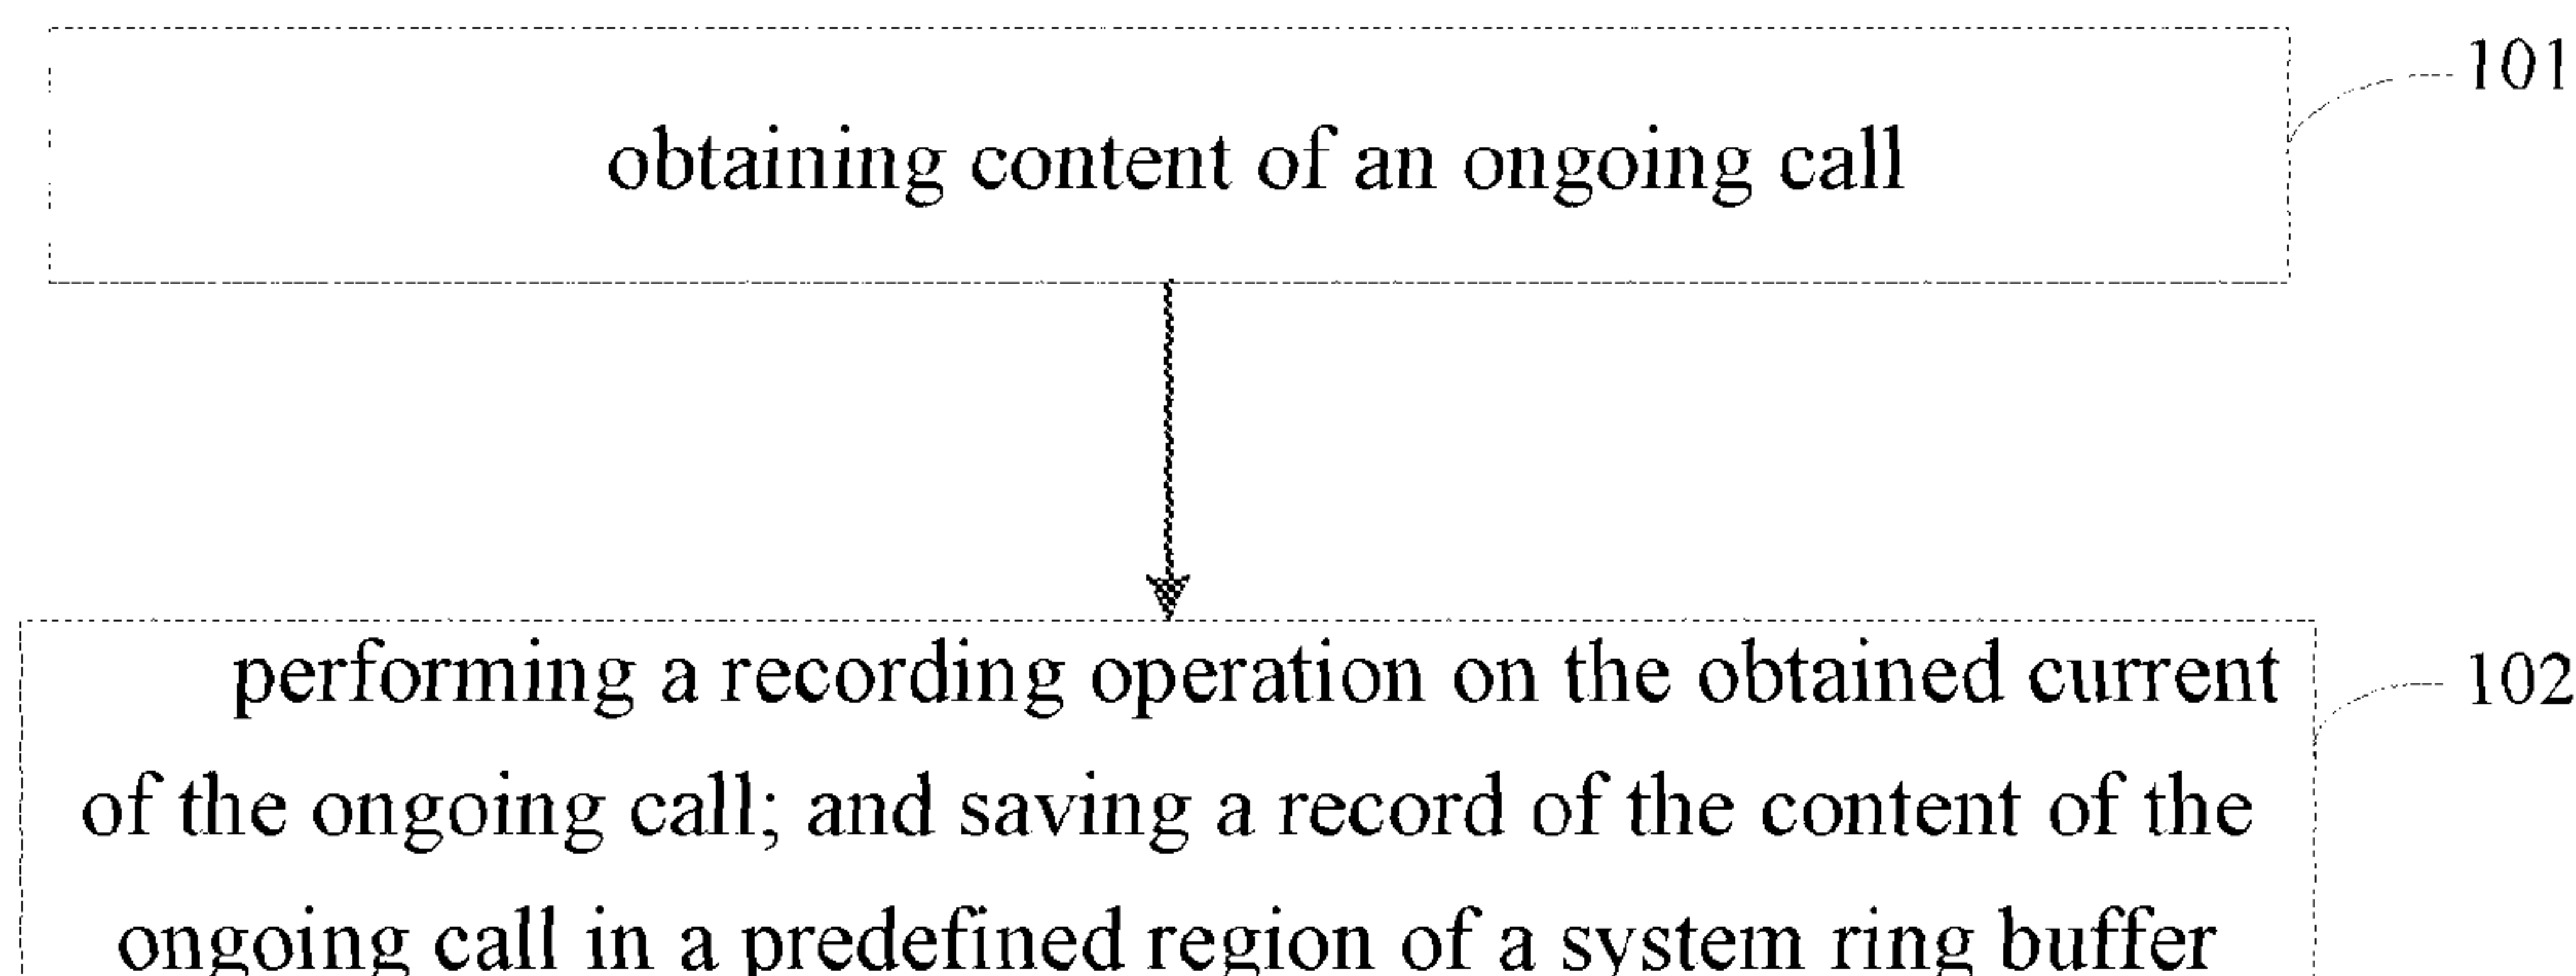 101
obtaining content of an ongoing call
performing a recording operation on the obtained current
102
of the ongoing call; and saving a record of the content of the
ongoing call in a predefined region of a system ring buffer